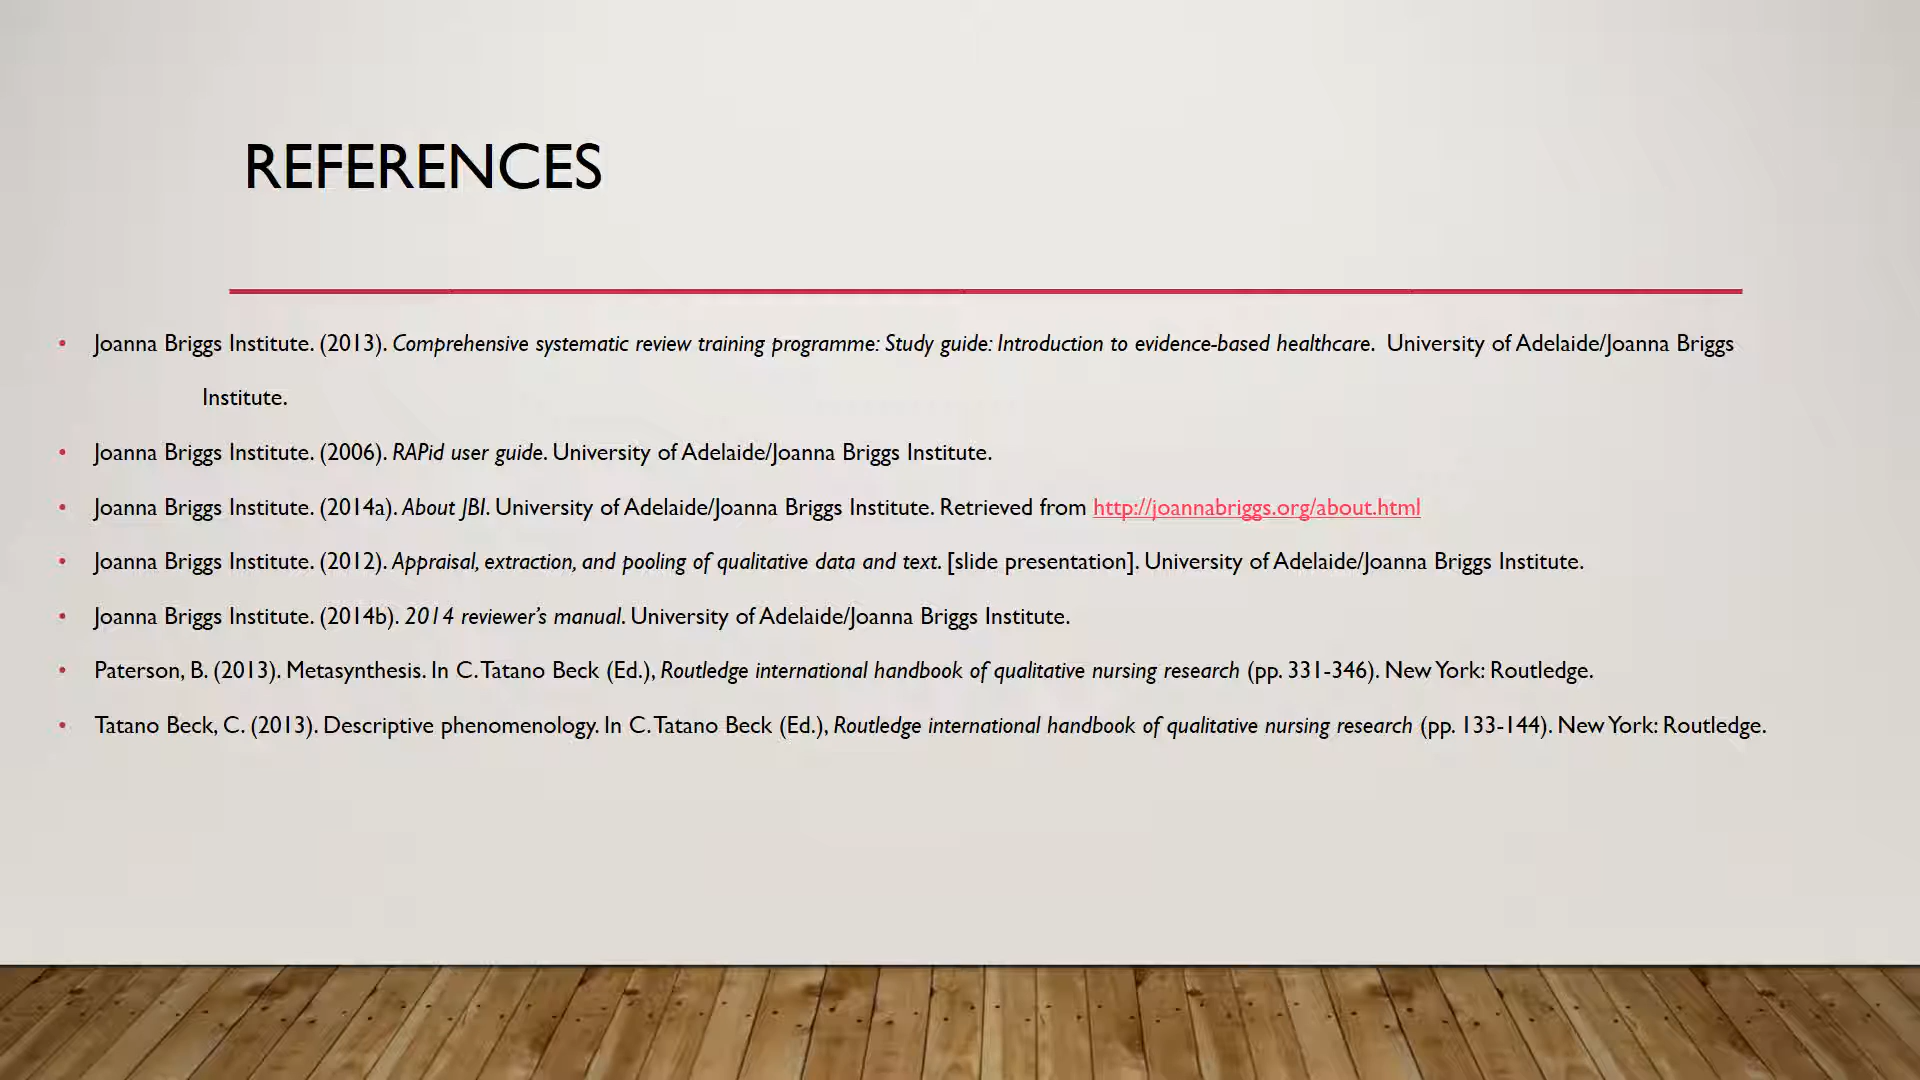 REFERENCES
• Joanna Briggs Institute. (2013). Comprehensive systematic review training programme: Study guide: Introduction to evidence-based healthcare.  University of Adelaide/Joanna Briggs
Institute.
• Joanna Briggs Institute. (2006). RAPid user guide. University of Adelaide/Joanna Briggs Institute.
• Joanna Briggs Institute. (2014a). About JBI. University of Adelaide/Joanna Briggs Institute. Retrieved from http://joannabriggs.org/about.html
• Joanna Briggs Institute. (2012). Appraisal, extraction, and pooling of qualitative data and text. [slide presentation]. University of Adelaide/Joanna Briggs Institute.
• Joanna Briggs Institute. (2014b). 2014 reviewer’s manual. University of Adelaide/Joanna Briggs Institute.
• Paterson, B. (2013). Metasynthesis. In C. Tatano Beck (Ed.), Routledge international handbook of qualitative nursing research (pp. 331-346). New York: Routledge.
• Tatano Beck, C. (2013). Descriptive phenomenology. In C. Tatano Beck (Ed.), Routledge international handbook of qualitative nursing research (pp. 133-144). New York: Routledge.